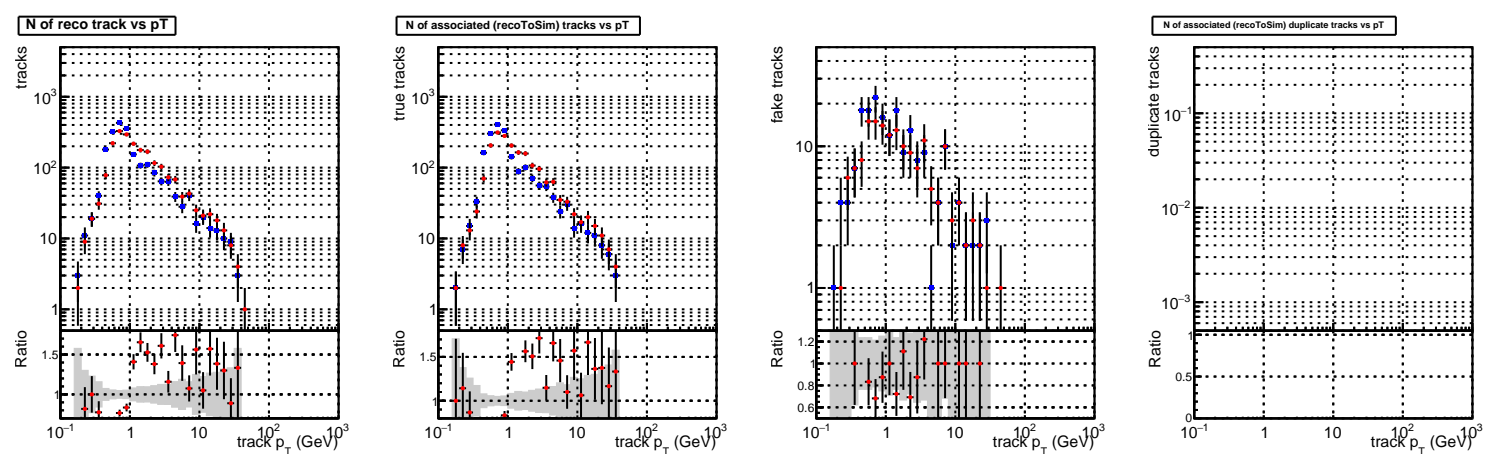 N of reco track vs pT
tracks
10³
10²
10
1
Ratio
1.5
1
10⁻¹ 1 10 10² 10³
track p_T (GeV)
N of associated (recoToSim) tracks vs pT
true tracks
10³
10²
10
1
Ratio
1.5
1
10⁻¹ 1 10 10² 10³
track p_T (GeV)
fake tracks
10
1
Ratio
1.2
1
0.8
0.6
10⁻¹ 1 10 10² 10³
track p_T (GeV)
N of associated (recoToSim) duplicate tracks vs pT
duplicate tracks
10⁻¹
10⁻²
10⁻³
Ratio
1
0.5
0
10⁻¹ 1 10 10² 10³
track p_T (GeV)